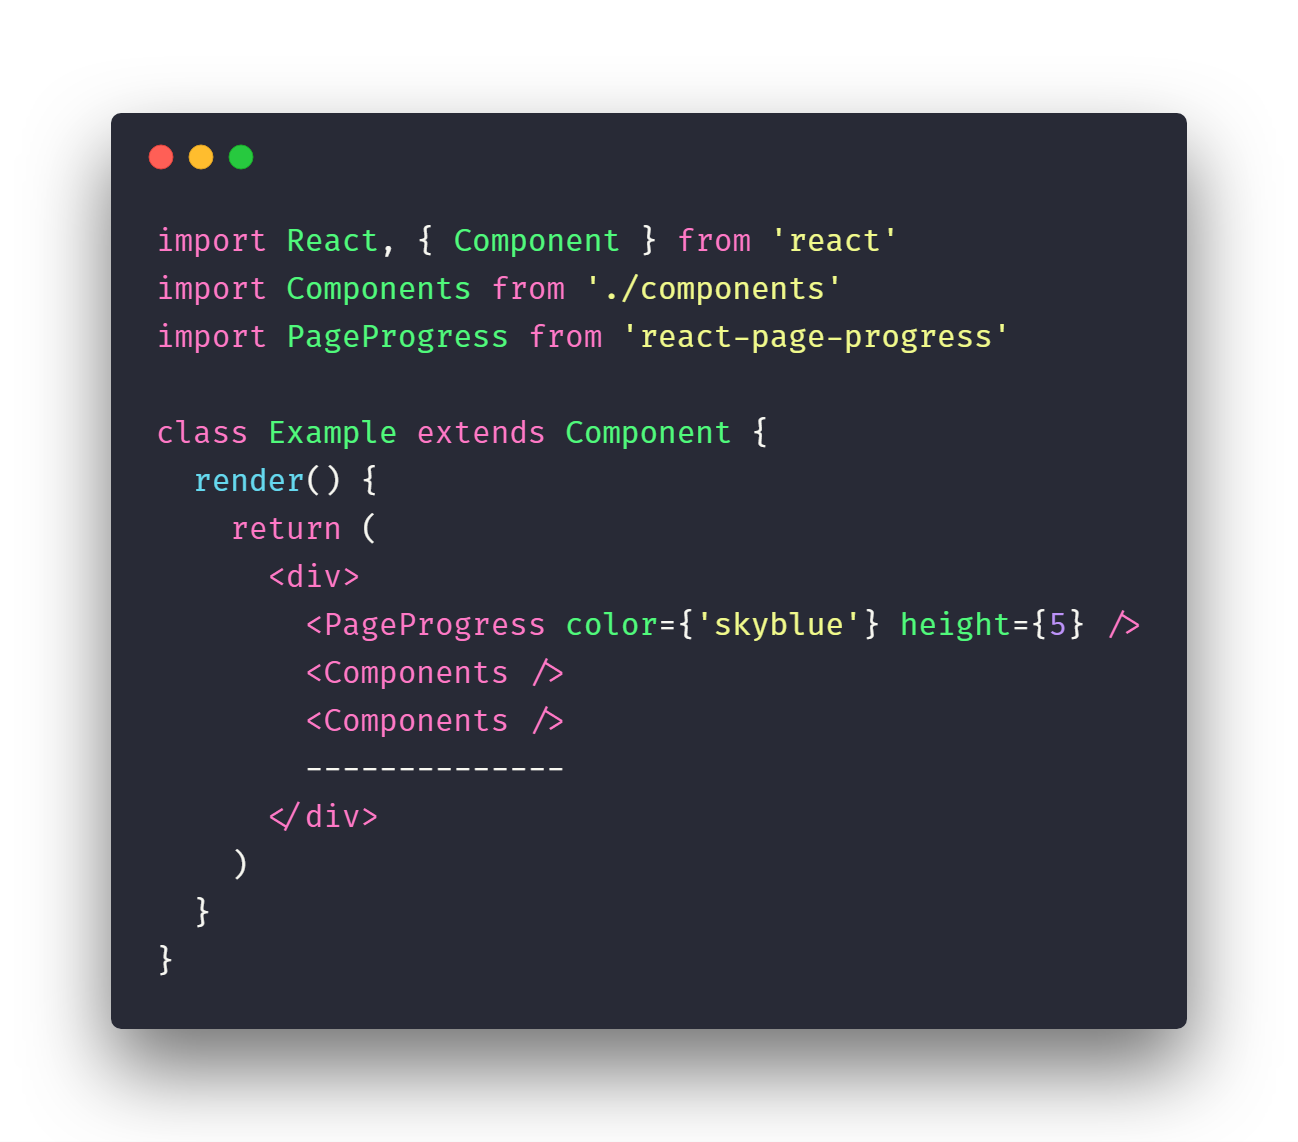 import React, { Component } from 'react'
import Components from './components'
import PageProgress from 'react-page-progress'

class Example extends Component {
  render() {
    return (
      <div>
        <PageProgress color={'skyblue'} height={5} />
        <Components />
        <Components />
        --------------
      </div>
    )
  }
}